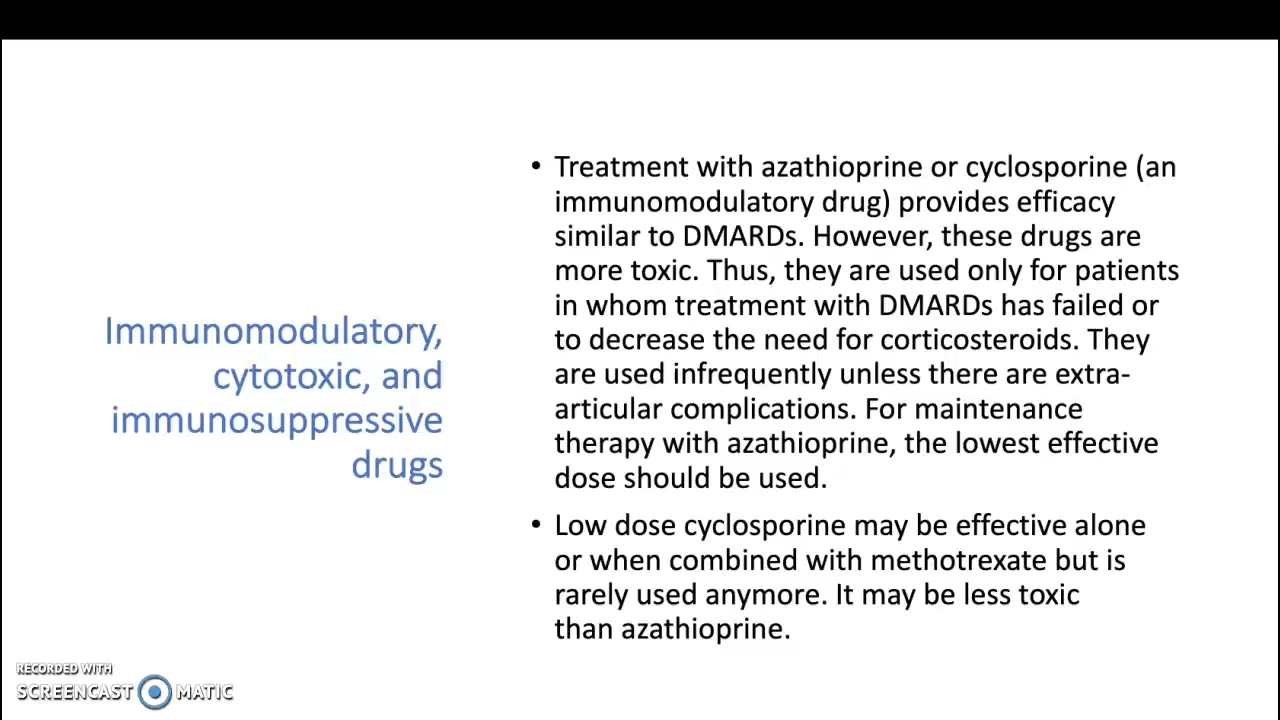 Immunomodulatory,
cytotoxic, and
immunosuppressive
drugs
• Treatment with azathioprine or cyclosporine (an
immunomodulatory drug) provides efficacy
similar to DMARDs. However, these drugs are
more toxic. Thus, they are used only for patients
in whom treatment with DMARDs has failed or
to decrease the need for corticosteroids. They
are used infrequently unless there are extra-
articular complications. For maintenance
therapy with azathioprine, the lowest effective
dose should be used.
• Low dose cyclosporine may be effective alone
or when combined with methotrexate but is
rarely used anymore. It may be less toxic
than azathioprine.
RECORDED WITH
SCREENCAST MATIC